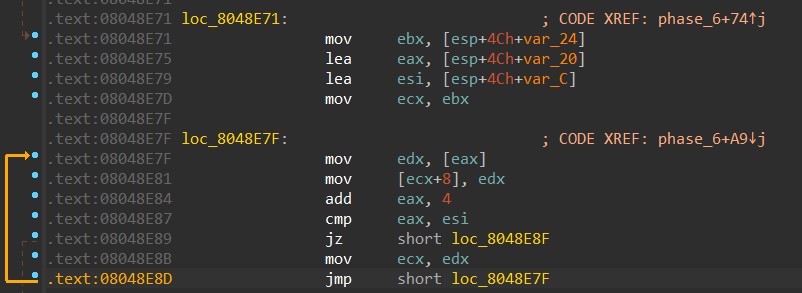 .text:08048E71
.text:08048E71 loc_8048E71: ; CODE XREF: phase_6+74↑j
.text:08048E71 mov ebx, [esp+4Ch+var_24]
.text:08048E75 lea eax, [esp+4Ch+var_20]
.text:08048E79 lea esi, [esp+4Ch+var_C]
.text:08048E7D mov ecx, ebx
.text:08048E7F
.text:08048E7F loc_8048E7F: ; CODE XREF: phase_6+A9↓j
.text:08048E7F mov edx, [eax]
.text:08048E81 mov [ecx+8], edx
.text:08048E84 add eax, 4
.text:08048E87 cmp eax, esi
.text:08048E89 jz short loc_8048E8F
.text:08048E8B mov ecx, edx
.text:08048E8D jmp short loc_8048E7F